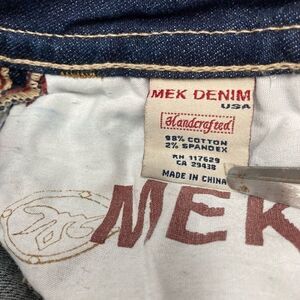 MEK DENIM
USA
Handcrafted
98% COTTON
2% SPANDEX
RN 117629
CA 29438
MADE IN CHINA
MEK